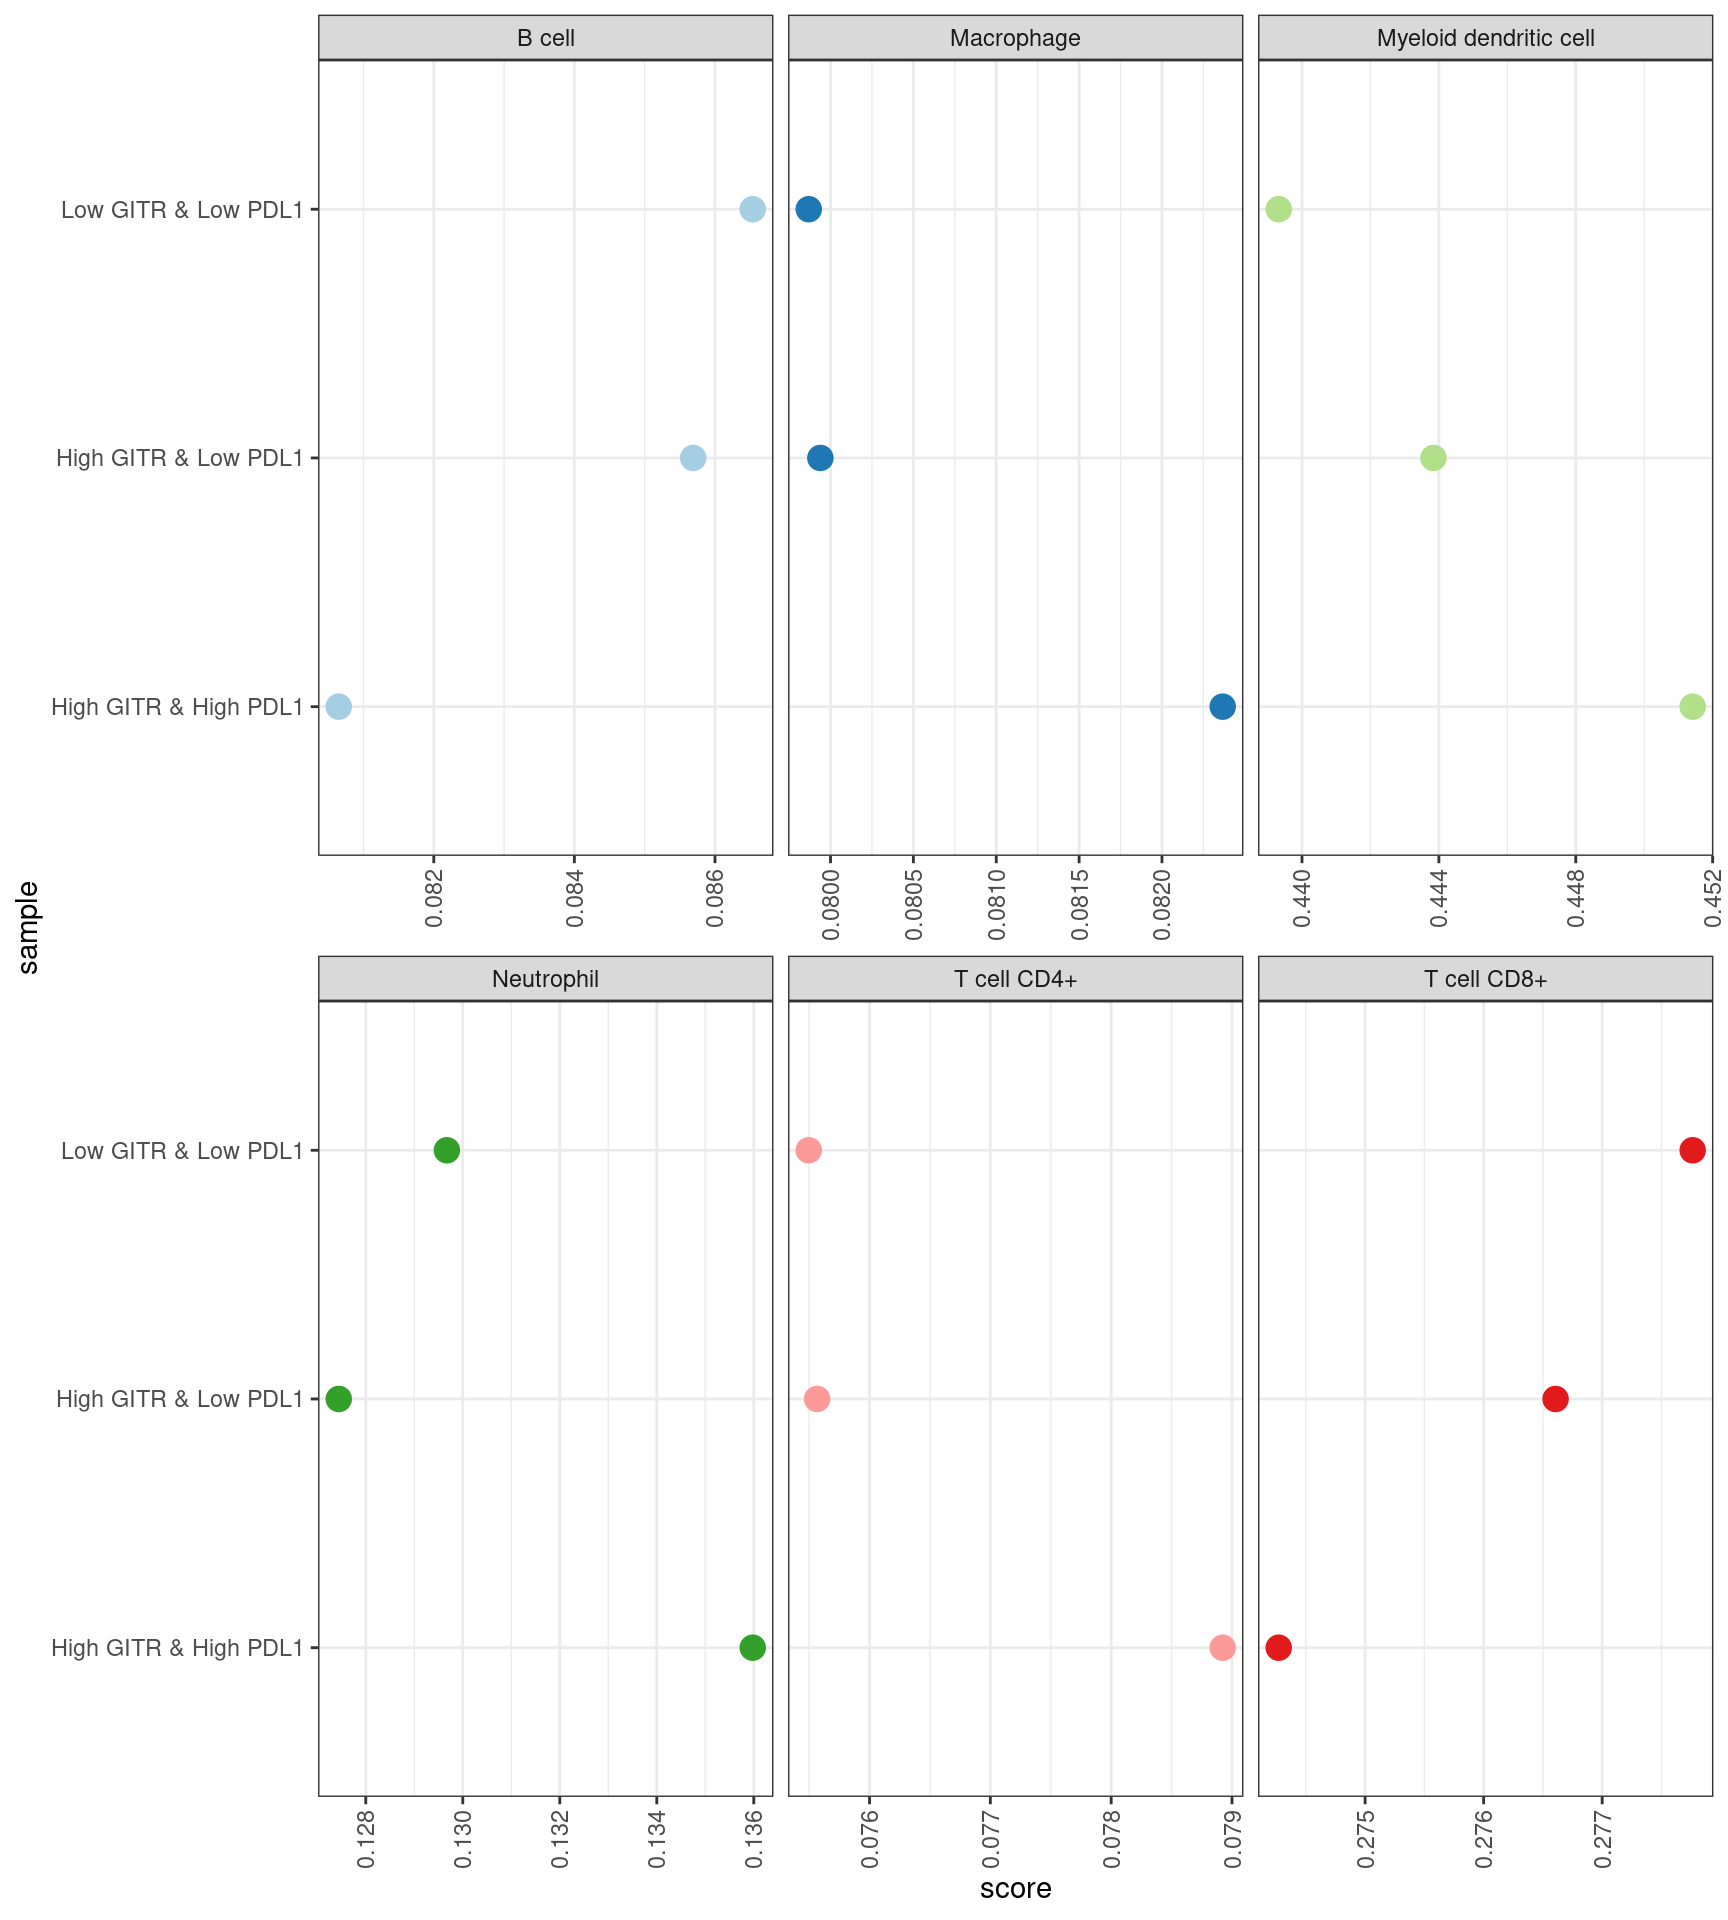 B cell
Macrophage
Myeloid dendritic cell
Low GITR & Low PDL1
High GITR & Low PDL1
High GITR & High PDL1
0.082
0.084
0.086
0.0800
0.0805
0.0810
0.0815
0.0820
0.440
0.444
0.448
0.452
sample
Neutrophil
T cell CD4+
T cell CD8+
Low GITR & Low PDL1
High GITR & Low PDL1
High GITR & High PDL1
0.128
0.130
0.132
0.134
0.136
0.076
0.077
0.078
0.079
0.275
0.276
0.277
score